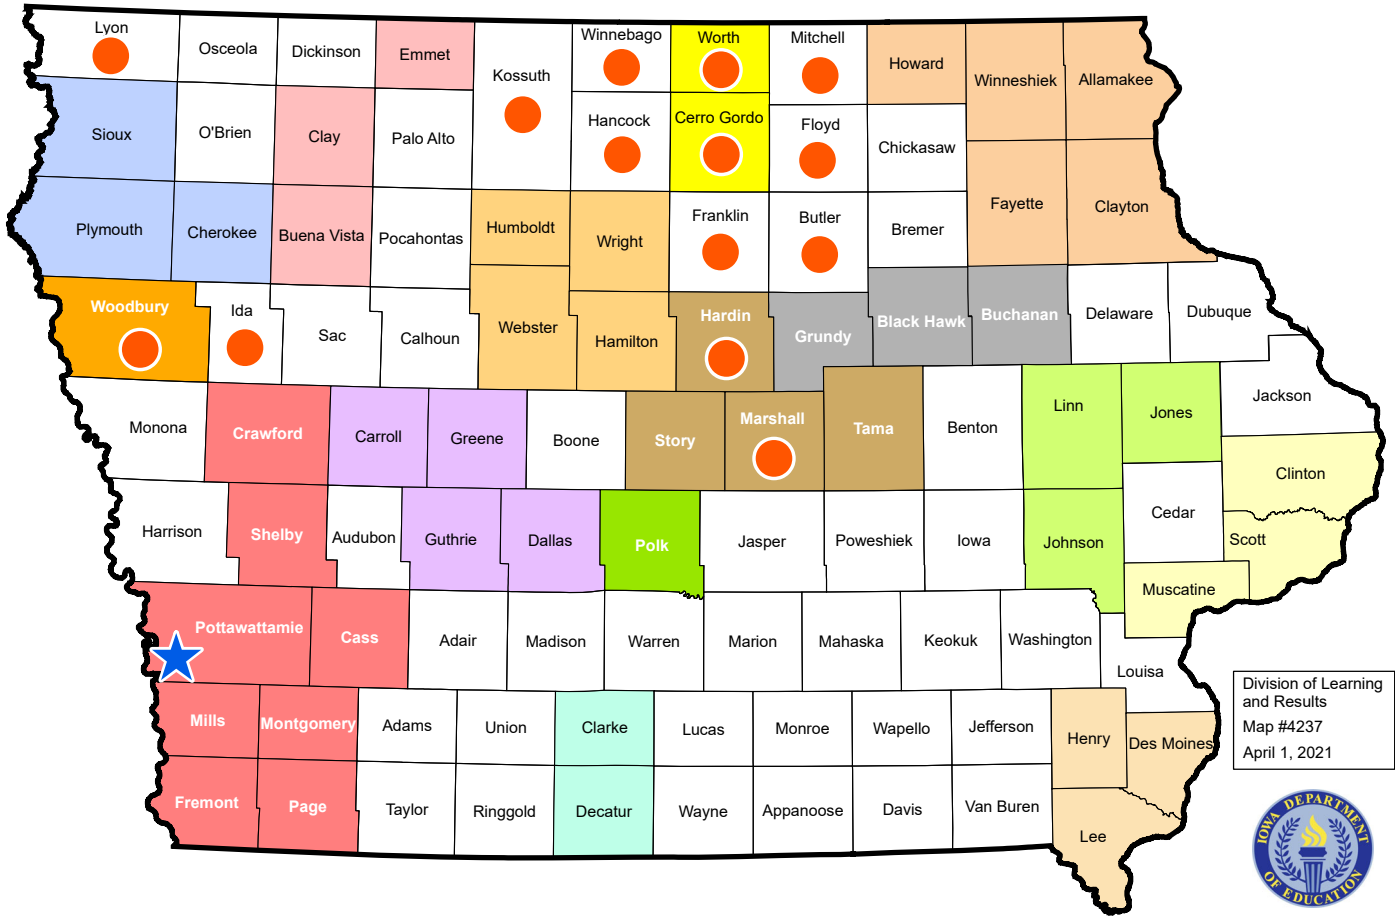 Lyon
Osceola
Dickinson
Emmet
Kossuth
Winnebago
Worth
Mitchell
Howard
Winneshiek
Allamakee
Sioux
O'Brien
Clay
Palo Alto
Hancock
Cerro Gordo
Floyd
Chickasaw
Plymouth
Cherokee
Buena Vista
Pocahontas
Humboldt
Wright
Franklin
Butler
Bremer
Fayette
Clayton
Woodbury
Ida
Sac
Calhoun
Webster
Hamilton
Hardin
Grundy
Black Hawk
Buchanan
Delaware
Dubuque
Monona
Crawford
Carroll
Greene
Boone
Story
Marshall
Tama
Benton
Linn
Jones
Jackson
Clinton
Harrison
Shelby
Audubon
Guthrie
Dallas
Polk
Jasper
Poweshiek
Iowa
Johnson
Cedar
Scott
Muscatine
Pottawattamie
Cass
Adair
Madison
Warren
Marion
Mahaska
Keokuk
Washington
Louisa
Mills
Montgomery
Adams
Union
Clarke
Lucas
Monroe
Wapello
Jefferson
Henry
Des Moines
Fremont
Page
Taylor
Ringgold
Decatur
Wayne
Appanoose
Davis
Van Buren
Lee
Division of Learning
and Results
Map #4237
April 1, 2021
IOWA DEPARTMENT
OF EDUCATION